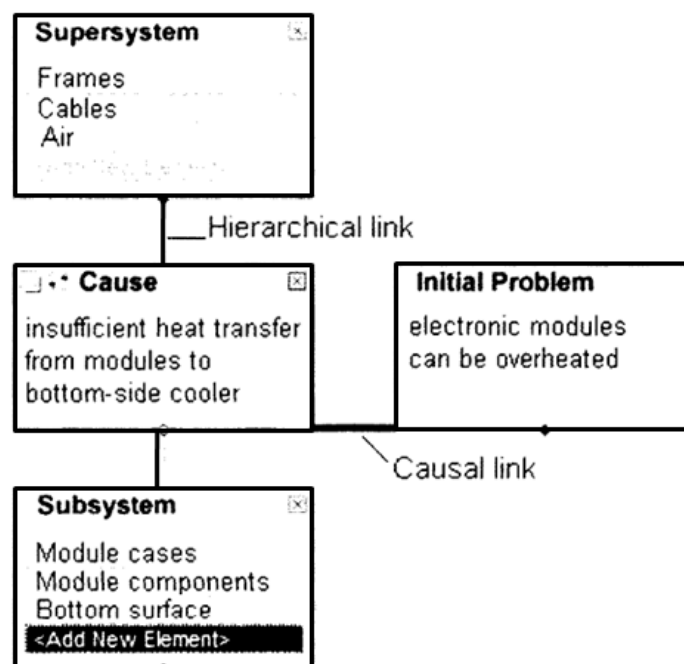 Supersystem
Frames
Cables
Air
Hierarchical link
Cause
insufficient heat transfer
from modules to
bottom-side cooler
Initial Problem
electronic modules
can be overheated
Causal link
Subsystem
Module cases
Module components
Bottom surface
<Add New Element>